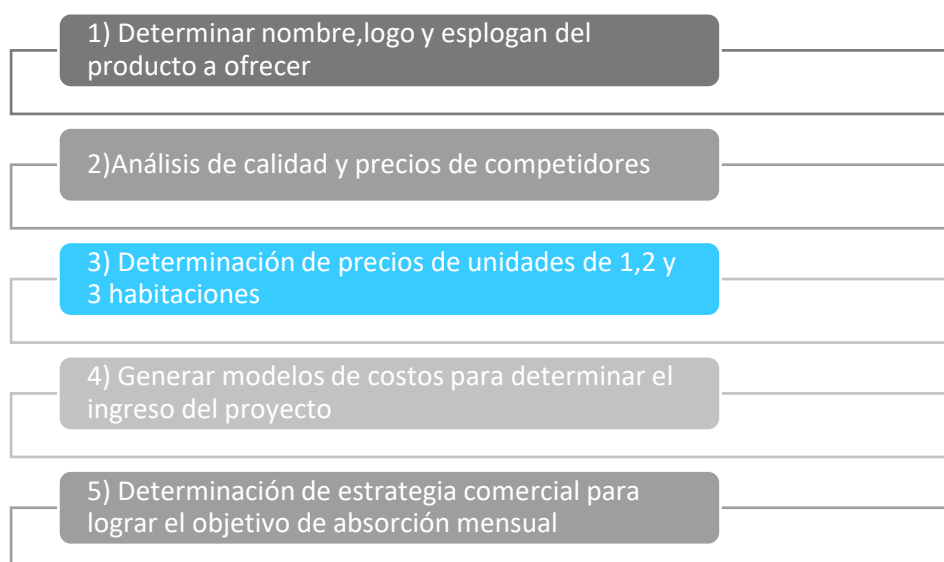 1) Determinar nombre,logo y esplogan del
producto a ofrecer
2)Análisis de calidad y precios de competidores
3) Determinación de precios de unidades de 1,2 y
3 habitaciones
4) Generar modelos de costos para determinar el
ingreso del proyecto
5) Determinación de estrategia comercial para
lograr el objetivo de absorción mensual